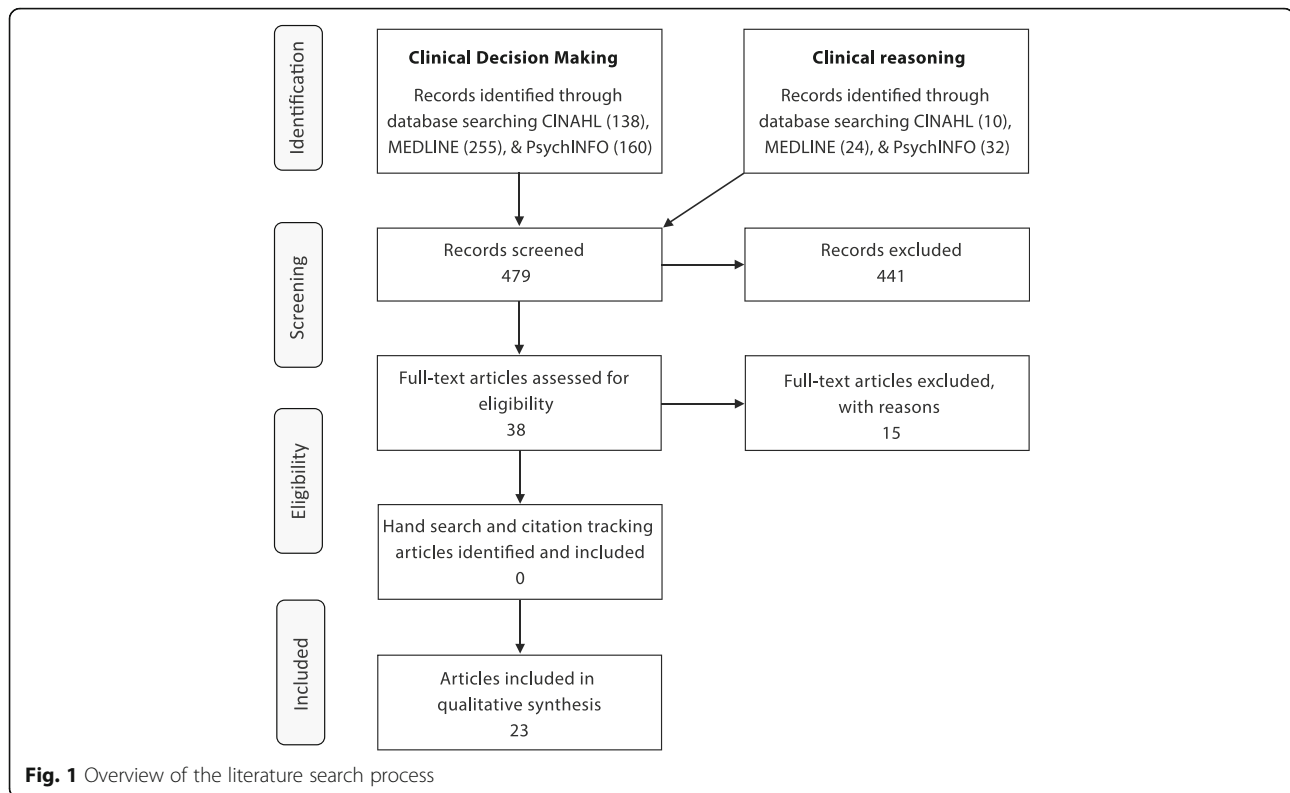 Identification
Clinical Decision Making
Records identified through
database searching CINAHL (138),
MEDLINE (255), & PsychINFO (160)
Clinical reasoning
Records identified through
database searching CINAHL (10),
MEDLINE (24), & PsychINFO (32)
Screening
Records screened
479
Records excluded
441
Eligibility
Full-text articles assessed for
eligibility
38
Full-text articles excluded,
with reasons
15
Hand search and citation tracking
articles identified and included
0
Included
Articles included in
qualitative synthesis
23
Fig. 1 Overview of the literature search process